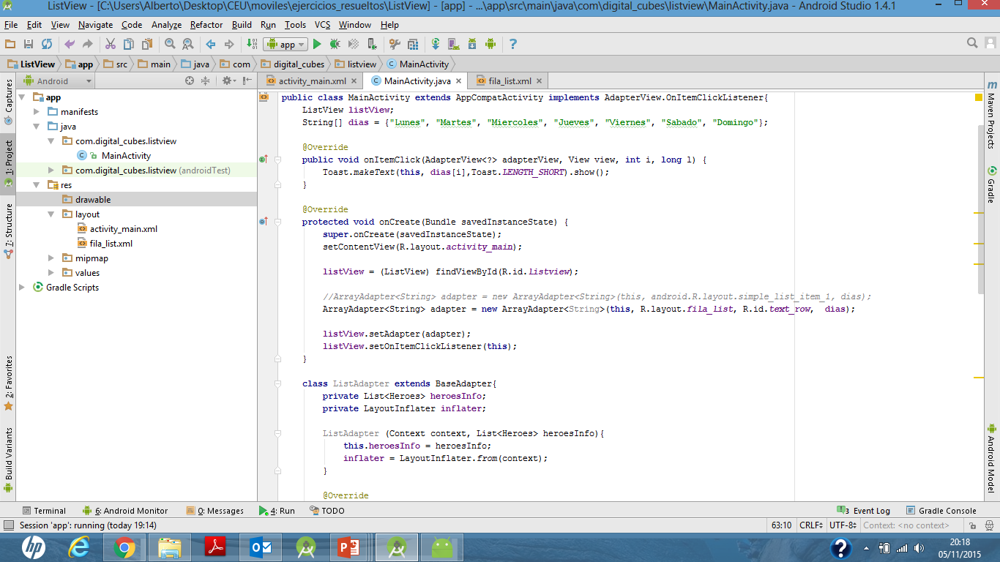 ListView - [C:\Users\Alberto\Desktop\CEU\moviles\ejercicios_resueltos\ListView] - [app] - ...\app\src\main\java\com\digital_cubes\listview\MainActivity.java - Android Studio 1.4.1
File Edit View Navigate Code Analyze Refactor Build Run Tools VCS Window Help
app
ListView app src main java com digital_cubes listview MainActivity
Android
activity_main.xml MainActivity.java fila_list.xml
Captures
1: Project
7: Structure
2: Favorites
Build Variants
app
manifests
java
com.digital_cubes.listview
MainActivity
com.digital_cubes.listview (androidTest)
res
drawable
layout
activity_main.xml
fila_list.xml
mipmap
values
Gradle Scripts
public class MainActivity extends AppCompatActivity implements AdapterView.OnItemClickListener{
ListView listView;
String[] dias = {"Lunes", "Martes", "Miercoles", "Jueves", "Viernes", "Sabado", "Domingo"};
@Override
public void onItemClick(AdapterView<?> adapterView, View view, int i, long l) {
Toast.makeText(this, dias[i],Toast.LENGTH_SHORT).show();
}
@Override
protected void onCreate(Bundle savedInstanceState) {
super.onCreate(savedInstanceState);
setContentView(R.layout.activity_main);
listView = (ListView) findViewById(R.id.listview);
//ArrayAdapter<String> adapter = new ArrayAdapter<String>(this, android.R.layout.simple_list_item_1, dias);
ArrayAdapter<String> adapter = new ArrayAdapter<String>(this, R.layout.fila_list, R.id.text_row,  dias);
listView.setAdapter(adapter);
listView.setOnItemClickListener(this);
}
class ListAdapter extends BaseAdapter{
private List<Heroes> heroesInfo;
private LayoutInflater inflater;
ListAdapter (Context context, List<Heroes> heroesInfo){
this.heroesInfo = heroesInfo;
inflater = LayoutInflater.from(context);
}
@Override
Maven Projects
Gradle
Android Model
Terminal 6: Android Monitor 0: Messages 4: Run TODO 3 Event Log Gradle Console
Session 'app': running (today 19:14) 63:10 CRLF UTF-8 Context: <no context>
20:18
05/11/2015